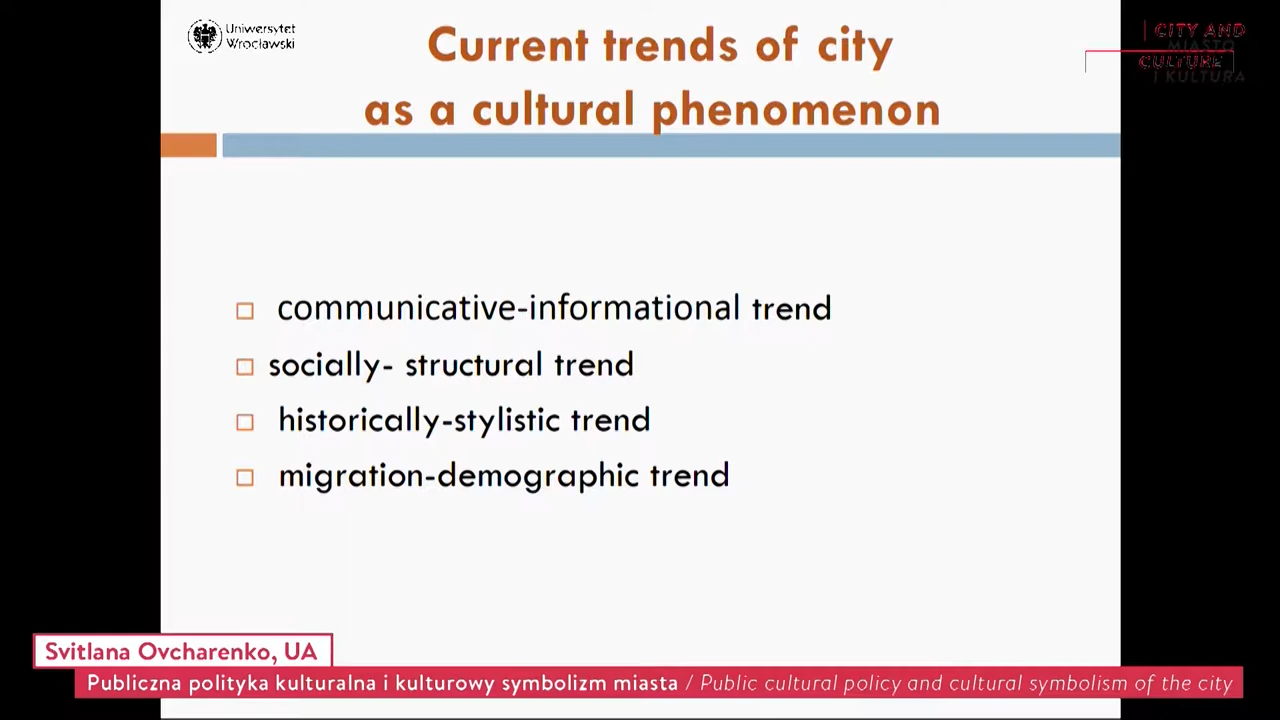 Uniwersytet
Wrocławski
Current trends of city
as a cultural phenomenon
CITY AND
MIASTO
CULTURE
I KULTURA
communicative-informational trend
socially- structural trend
historically-stylistic trend
migration-demographic trend
Svitlana Ovcharenko, UA
Publiczna polityka kulturalna i kulturowy symbolizm miasta / Public cultural policy and cultural symbolism of the city